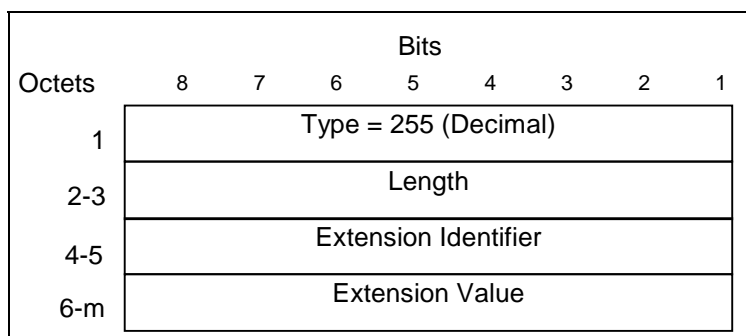 Bits
Octets 8 7 6 5 4 3 2 1
1 Type = 255 (Decimal)
2-3 Length
4-5 Extension Identifier
6-m Extension Value